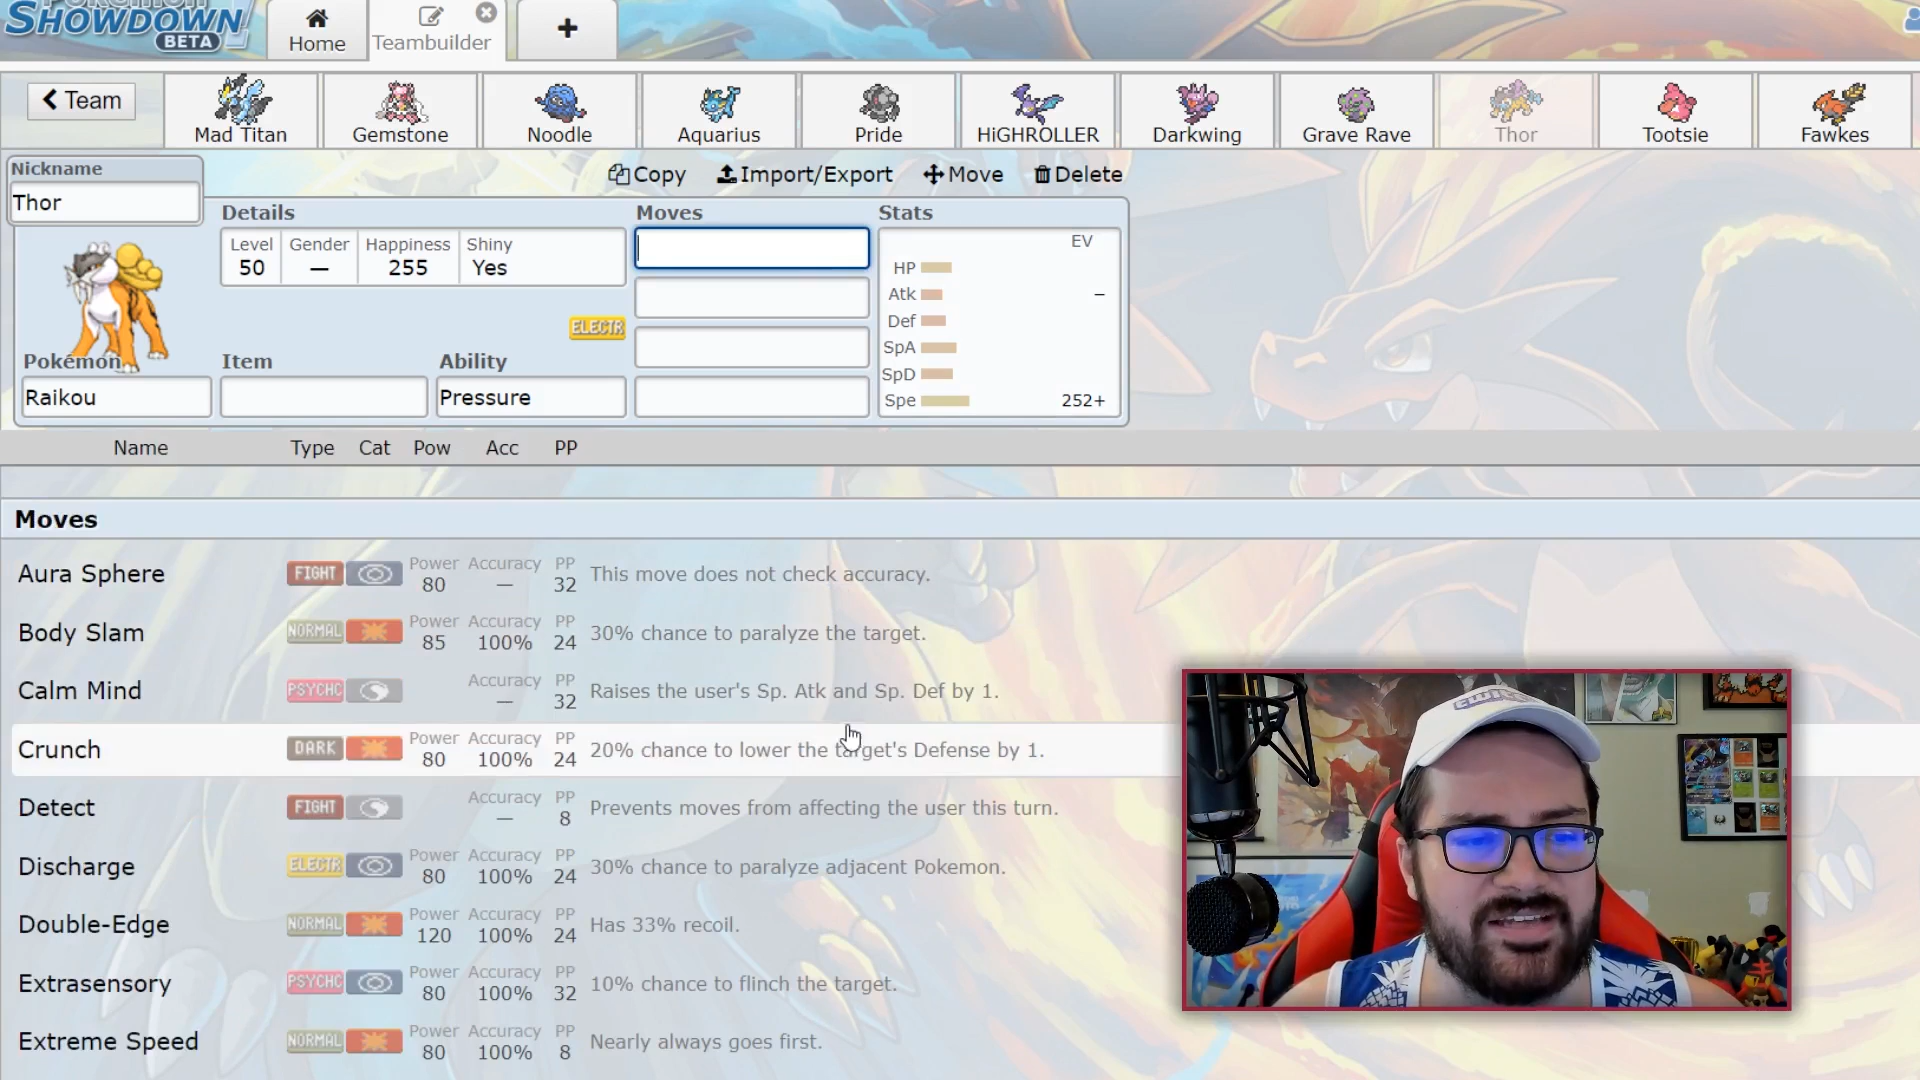 Pokémon
SHOWDOWN
BETA
Home
Teambuilder
+
Team
Mad Titan
Gemstone
Noodle
Aquarius
Pride
HiGHROLLER
Darkwing
Grave Rave
Thor
Tootsie
Fawkes
Nickname
Thor
Copy
Import/Export
Move
Delete
Details
Moves
Stats
Level
50
Gender
—
Happiness
255
Shiny
Yes
ELECTR
Pokémon
Raikou
Item
Ability
Pressure
EV
HP
Atk –
Def
SpA
SpD
Spe 252+
Name Type Cat Pow Acc PP
Moves
Aura Sphere FIGHT Power 80 Accuracy — PP 32 This move does not check accuracy.
Body Slam NORMAL Power 85 Accuracy 100% PP 24 30% chance to paralyze the target.
Calm Mind PSYCHC Accuracy — PP 32 Raises the user's Sp. Atk and Sp. Def by 1.
Crunch DARK Power 80 Accuracy 100% PP 24 20% chance to lower the target's Defense by 1.
Detect FIGHT Accuracy — PP 8 Prevents moves from affecting the user this turn.
Discharge ELECTR Power 80 Accuracy 100% PP 24 30% chance to paralyze adjacent Pokemon.
Double-Edge NORMAL Power 120 Accuracy 100% PP 24 Has 33% recoil.
Extrasensory PSYCHC Power 80 Accuracy 100% PP 32 10% chance to flinch the target.
Extreme Speed NORMAL Power 80 Accuracy 100% PP 8 Nearly always goes first.